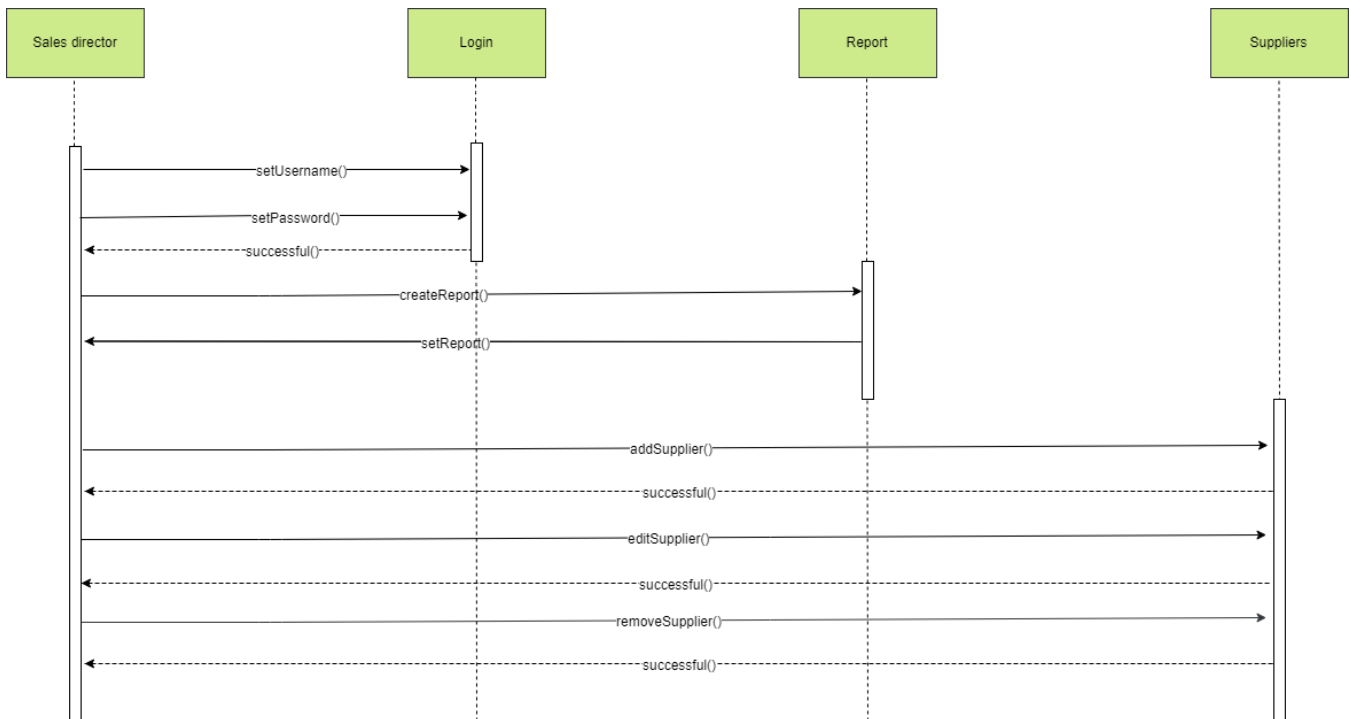 Sales director
Login
Report
Suppliers
setUsername()
setPassword()
successful()
createReport()
setReport()
addSupplier()
successful()
editSupplier()
successful()
removeSupplier()
successful()